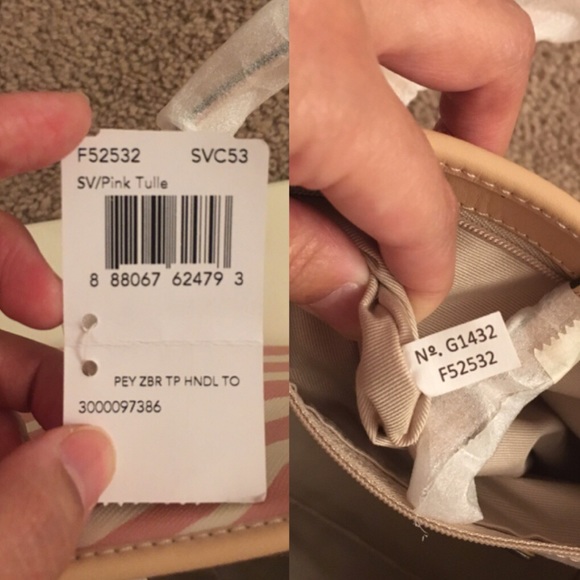 F52532 SVC53
SV/Pink Tulle
8 88067 62479 3
PEY ZBR TP HNDL TO
3000097386
Nº. G1432
F52532